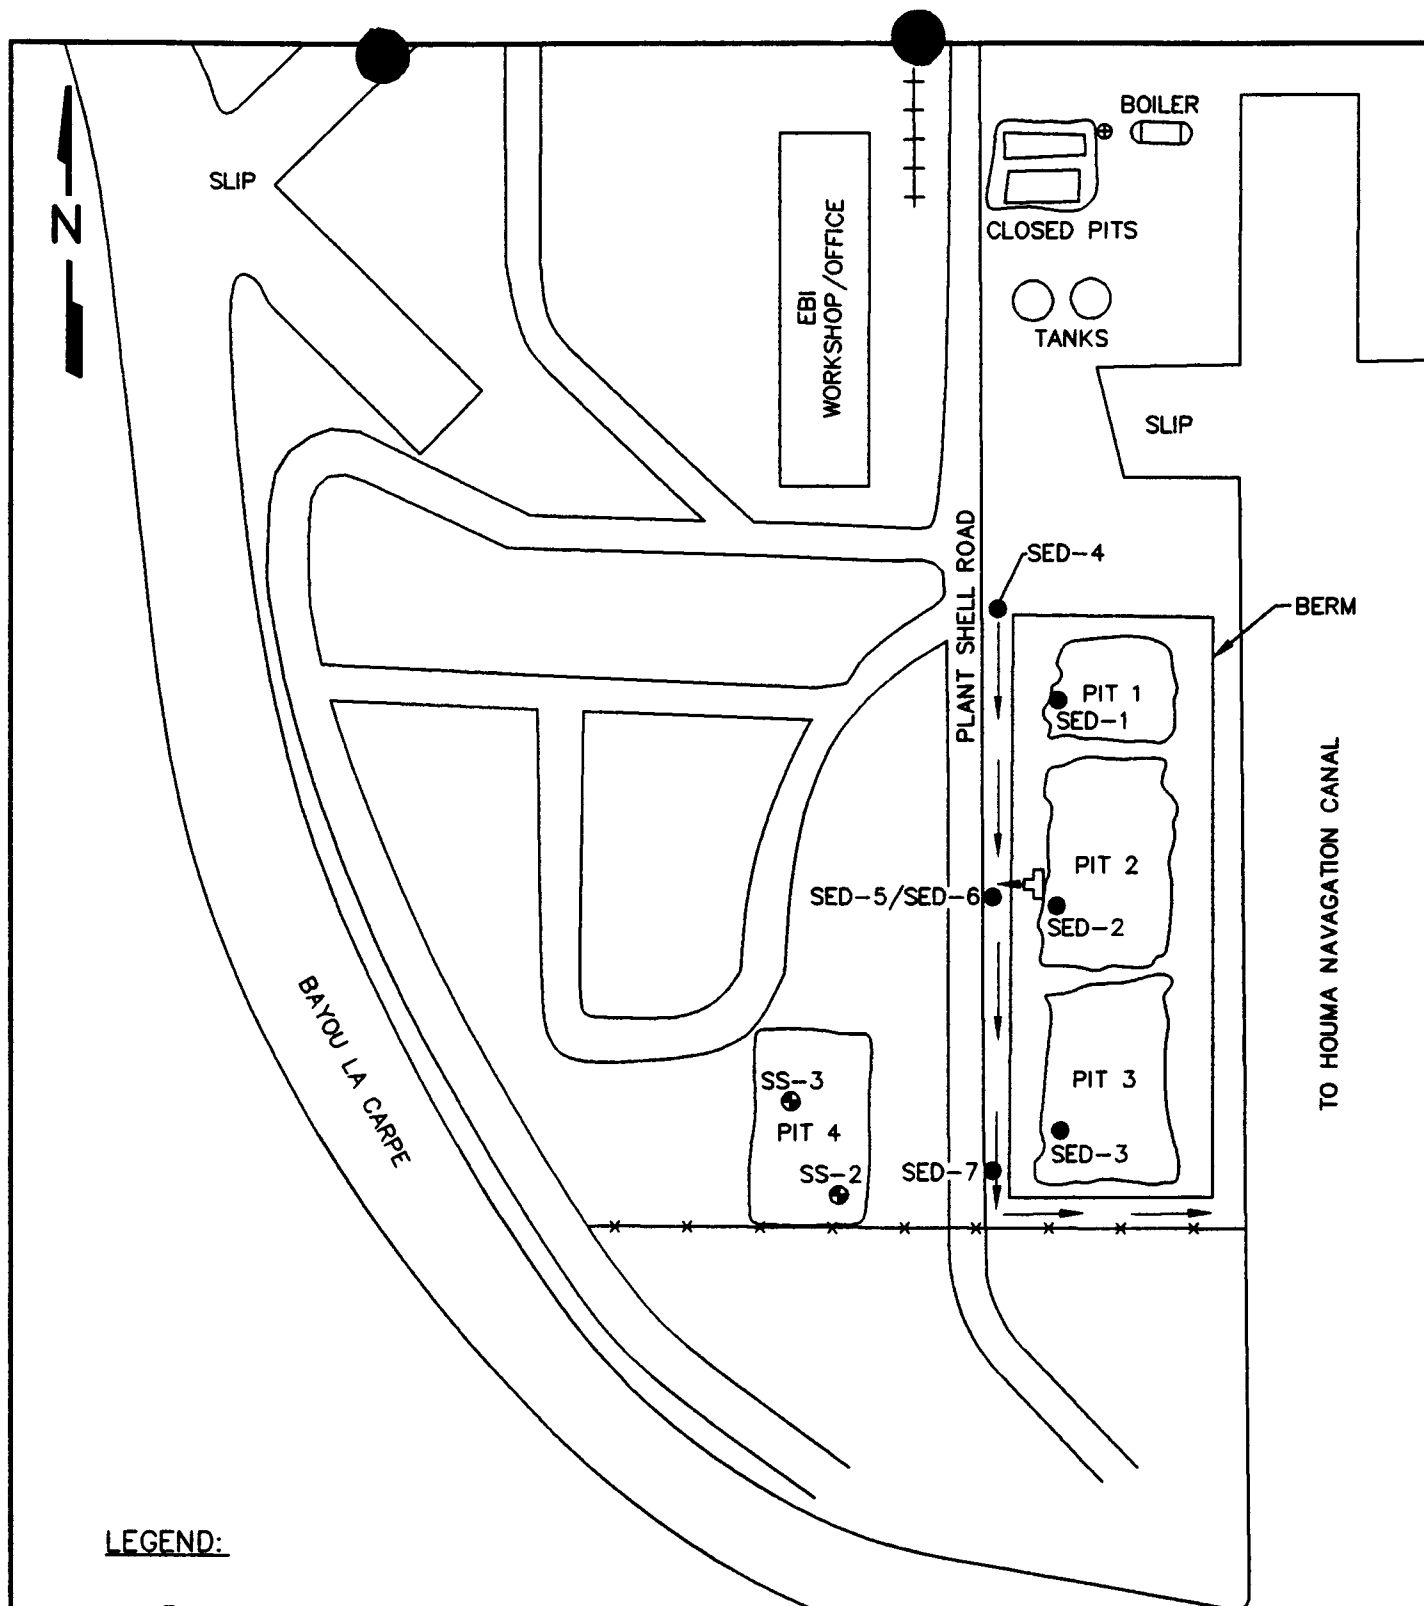 BOILER
SLIP
N
EBI
WORKSHOP/OFFICE
CLOSED PITS
TANKS
SLIP
PLANT SHELL ROAD
SED-4
BERM
PIT 1
SED-1
PIT 2
SED-5/SED-6
SED-2
TO HOUMA NAVAGATION CANAL
BAYOU LA CARPE
SS-3
PIT 4
SS-2
PIT 3
SED-3
SED-7
LEGEND: